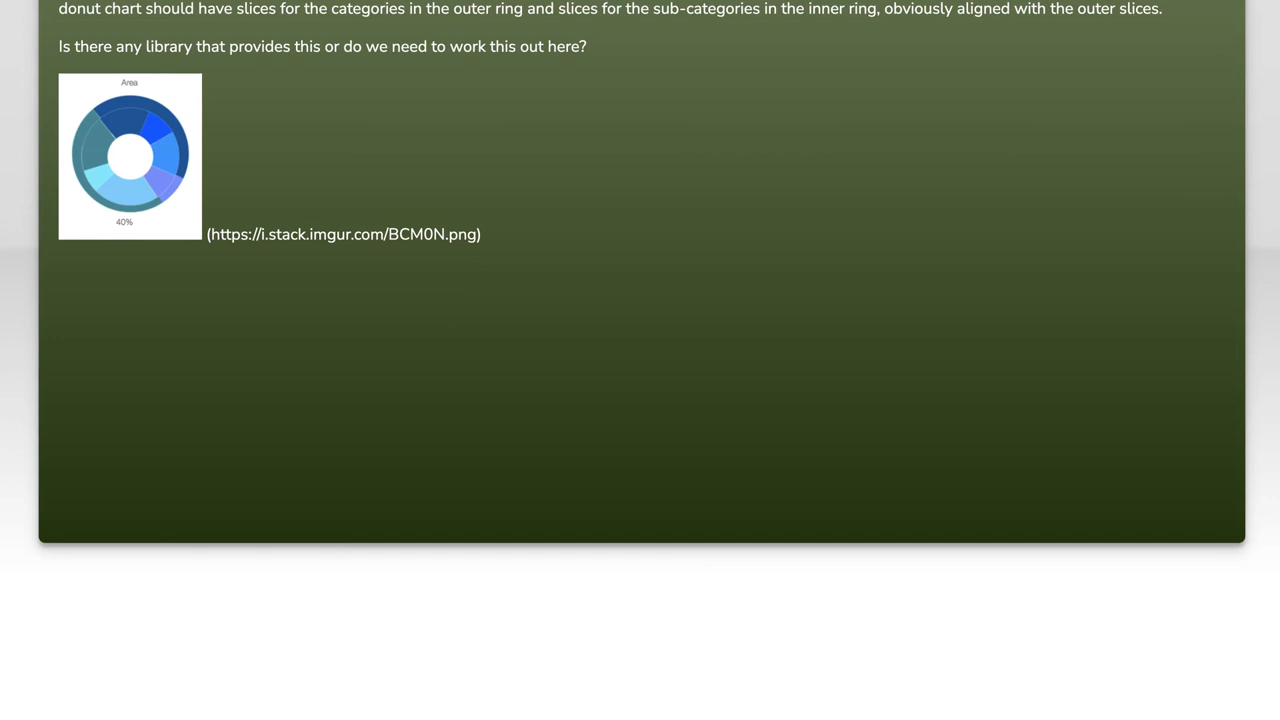 donut chart should have slices for the categories in the outer ring and slices for the sub-categories in the inner ring, obviously aligned with the outer slices.
Is there any library that provides this or do we need to work this out here?
Area
40%
(https://i.stack.imgur.com/BCM0N.png)